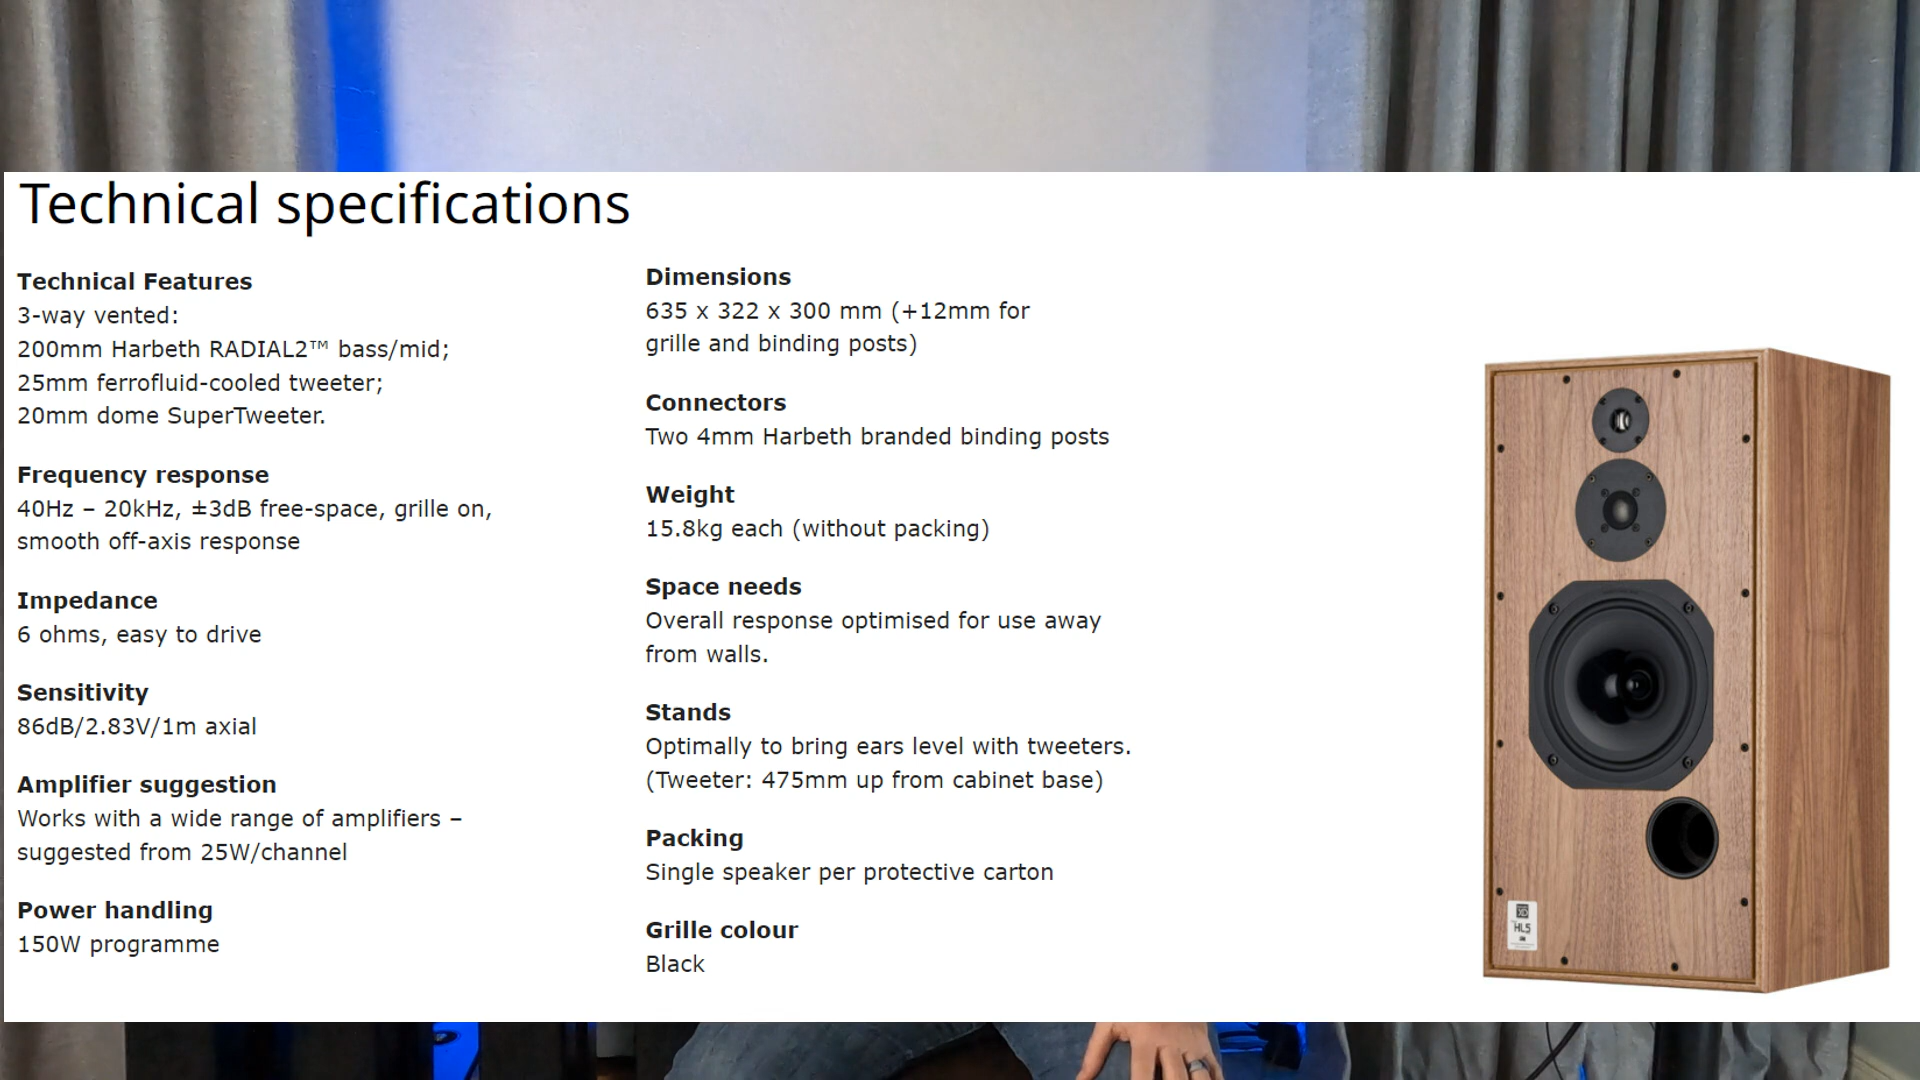 Technical specifications
Technical Features
3-way vented:
200mm Harbeth RADIAL2™ bass/mid;
25mm ferrofluid-cooled tweeter;
20mm dome SuperTweeter.
Frequency response
40Hz – 20kHz, ±3dB free-space, grille on,
smooth off-axis response
Impedance
6 ohms, easy to drive
Sensitivity
86dB/2.83V/1m axial
Amplifier suggestion
Works with a wide range of amplifiers –
suggested from 25W/channel
Power handling
150W programme
Dimensions
635 x 322 x 300 mm (+12mm for
grille and binding posts)
Connectors
Two 4mm Harbeth branded binding posts
Weight
15.8kg each (without packing)
Space needs
Overall response optimised for use away
from walls.
Stands
Optimally to bring ears level with tweeters.
(Tweeter: 475mm up from cabinet base)
Packing
Single speaker per protective carton
Grille colour
Black
XD
HL5